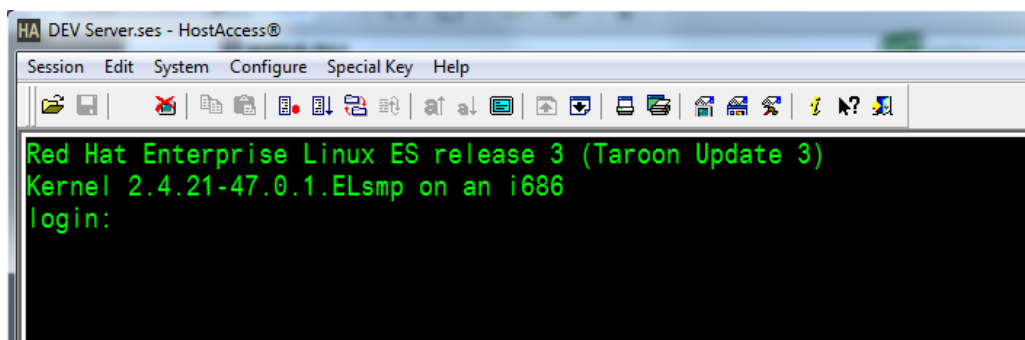 HA DEV Server.ses - HostAccess®
Session Edit System Configure Special Key Help
Red Hat Enterprise Linux ES release 3 (Taroon Update 3)
Kernel 2.4.21-47.0.1.ELsmp on an i686
login: